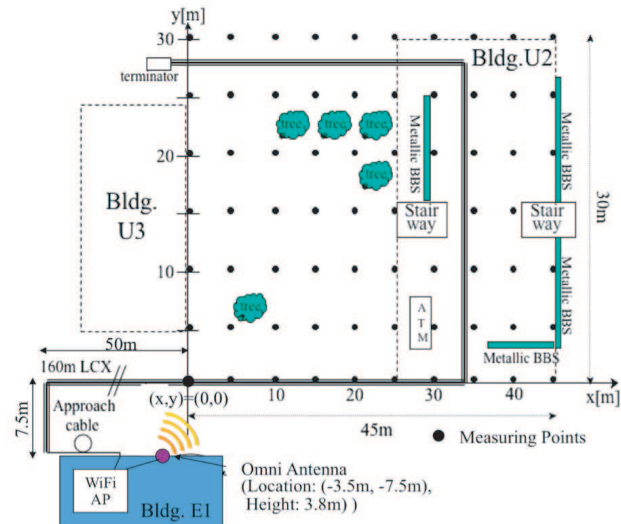 y[m]
30
Bldg.U2
terminator
tree
tree
tree
Metallic BBS
Metallic BBS
20
tree
Bldg.
U3
Stair
way
Stair
way
30m
10
tree
A
T
M
Metallic BBS
Metallic BBS
50m
160m LCX
10
20
30
40
x[m]
(x,y)=(0,0)
45m
7.5m
Approach
cable
Measuring Points
WiFi
AP
Bldg. E1
Omni Antenna
(Location: (-3.5m, -7.5m),
Height: 3.8m) )